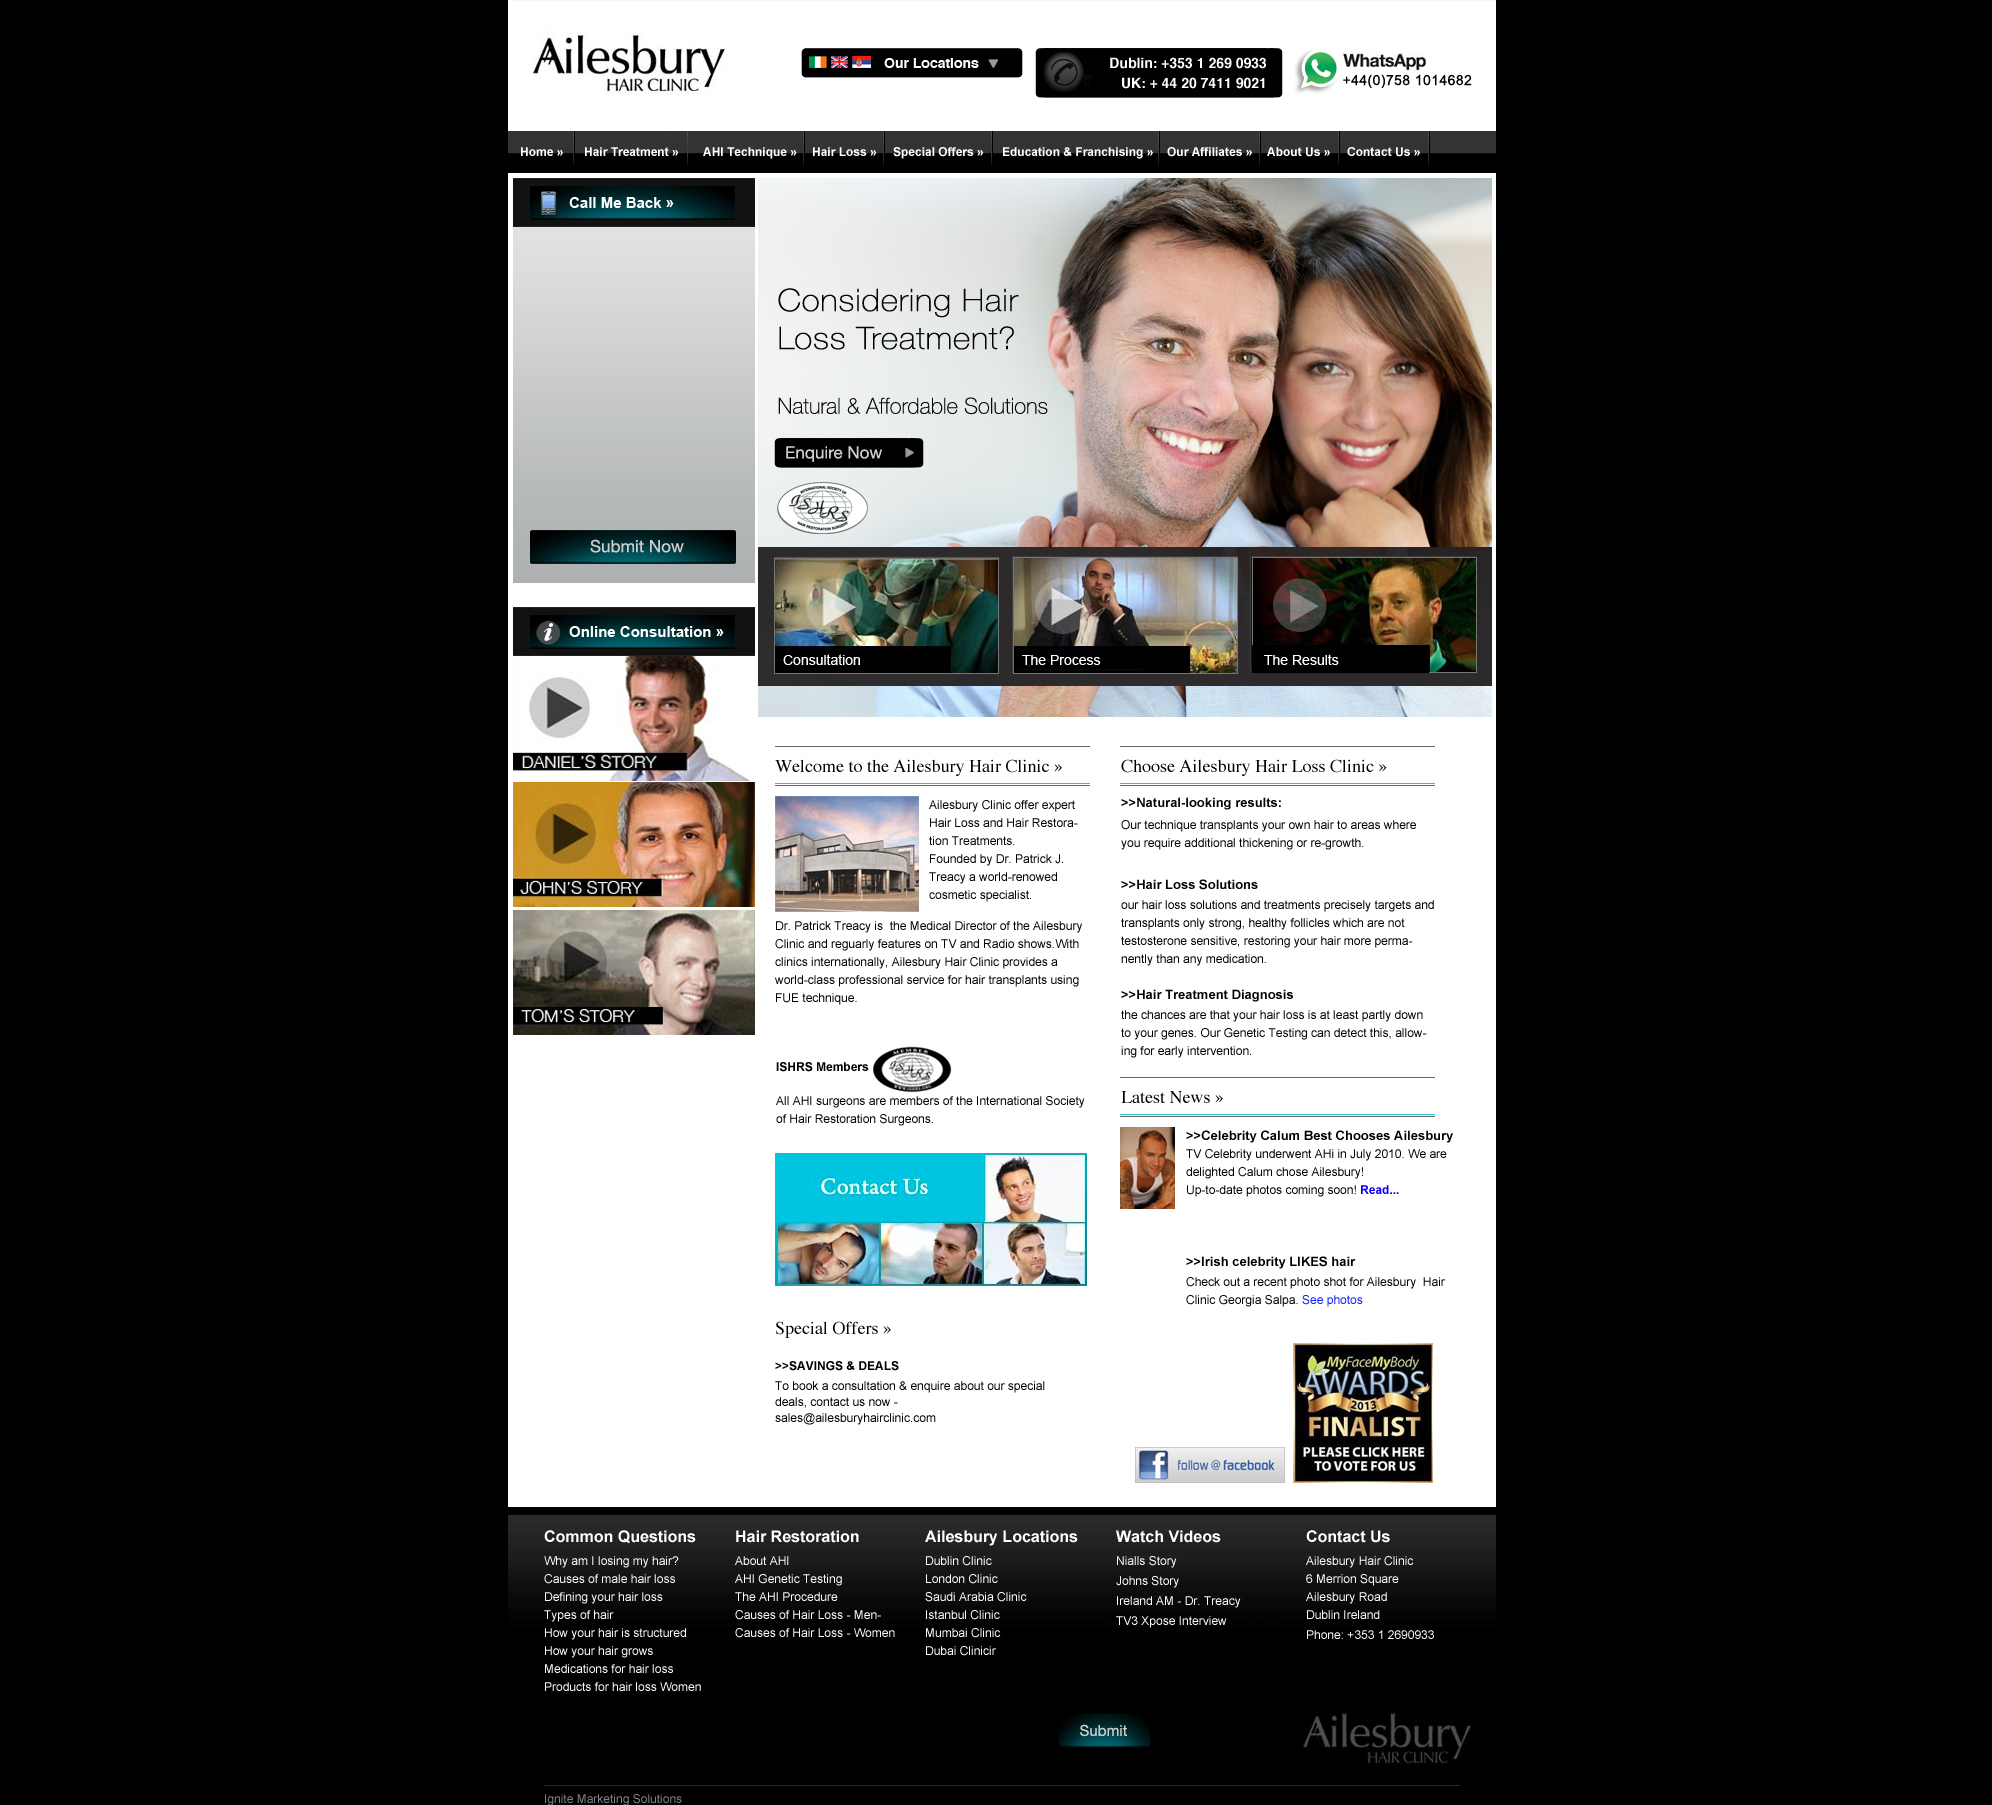 Ailesbury
HAIR CLINIC
Our Locations
Dublin: +353 1 269 0933
UK: + 44 20 7411 9021
WhatsApp
+44(0)758 1014682
Home »
Hair Treatment »
AHI Technique »
Hair Loss »
Special Offers »
Education & Franchising »
Our Affiliates »
About Us »
Contact Us »
Call Me Back »
Submit Now
Considering Hair
Loss Treatment?
Natural & Affordable Solutions
Enquire Now
INTERNATIONAL SOCIETY OF
ISHRS
HAIR RESTORATION SURGERY
Consultation
The Process
The Results
Online Consultation »
DANIEL'S STORY
JOHN'S STORY
TOM'S STORY
Welcome to the Ailesbury Hair Clinic »
Ailesbury Clinic offer expert
Hair Loss and Hair Restora-
tion Treatments.
Founded by Dr. Patrick J.
Treacy a world-renowed
cosmetic specialist.
Dr. Patrick Treacy is  the Medical Director of the Ailesbury
Clinic and reguarly features on TV and Radio shows.With
clinics internationally, Ailesbury Hair Clinic provides a
world-class professional service for hair transplants using
FUE technique.
ISHRS Members
MEMBER
ISHRS
All AHI surgeons are members of the International Society
of Hair Restoration Surgeons.
Contact Us
Special Offers »
>>SAVINGS & DEALS
To book a consultation & enquire about our special
deals, contact us now -
sales@ailesburyhairclinic.com
Choose Ailesbury Hair Loss Clinic »
>>Natural-looking results:
Our technique transplants your own hair to areas where
you require additional thickening or re-growth.
>>Hair Loss Solutions
our hair loss solutions and treatments precisely targets and
transplants only strong, healthy follicles which are not
testosterone sensitive, restoring your hair more perma-
nently than any medication.
>>Hair Treatment Diagnosis
the chances are that your hair loss is at least partly down
to your genes. Our Genetic Testing can detect this, allow-
ing for early intervention.
Latest News »
>>Celebrity Calum Best Chooses Ailesbury
TV Celebrity underwent AHi in July 2010. We are
delighted Calum chose Ailesbury!
Up-to-date photos coming soon! Read...
>>Irish celebrity LIKES hair
Check out a recent photo shot for Ailesbury  Hair
Clinic Georgia Salpa. See photos
MyFaceMyBody
AWARDS
2013
FINALIST
PLEASE CLICK HERE
TO VOTE FOR US
follow @ facebook
Common Questions
Why am I losing my hair?
Causes of male hair loss
Defining your hair loss
Types of hair
How your hair is structured
How your hair grows
Medications for hair loss
Products for hair loss Women
Hair Restoration
About AHI
AHI Genetic Testing
The AHI Procedure
Causes of Hair Loss - Men-
Causes of Hair Loss - Women
Ailesbury Locations
Dublin Clinic
London Clinic
Saudi Arabia Clinic
Istanbul Clinic
Mumbai Clinic
Dubai Clinicir
Watch Videos
Nialls Story
Johns Story
Ireland AM - Dr. Treacy
TV3 Xpose Interview
Contact Us
Ailesbury Hair Clinic
6 Merrion Square
Ailesbury Road
Dublin Ireland
Phone: +353 1 2690933
Submit
Ailesbury
HAIR CLINIC
Ignite Marketing Solutions